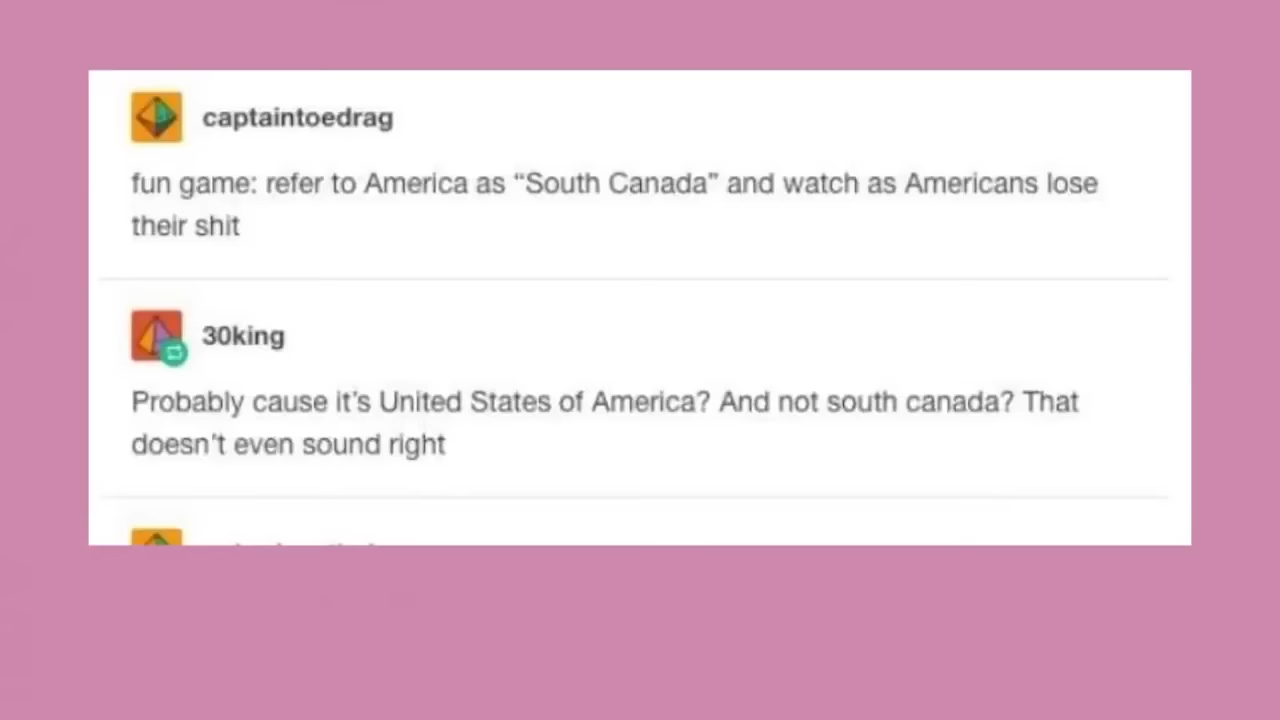 captaintoedrag
fun game: refer to America as “South Canada” and watch as Americans lose
their shit
30king
Probably cause it’s United States of America? And not south canada? That
doesn’t even sound right